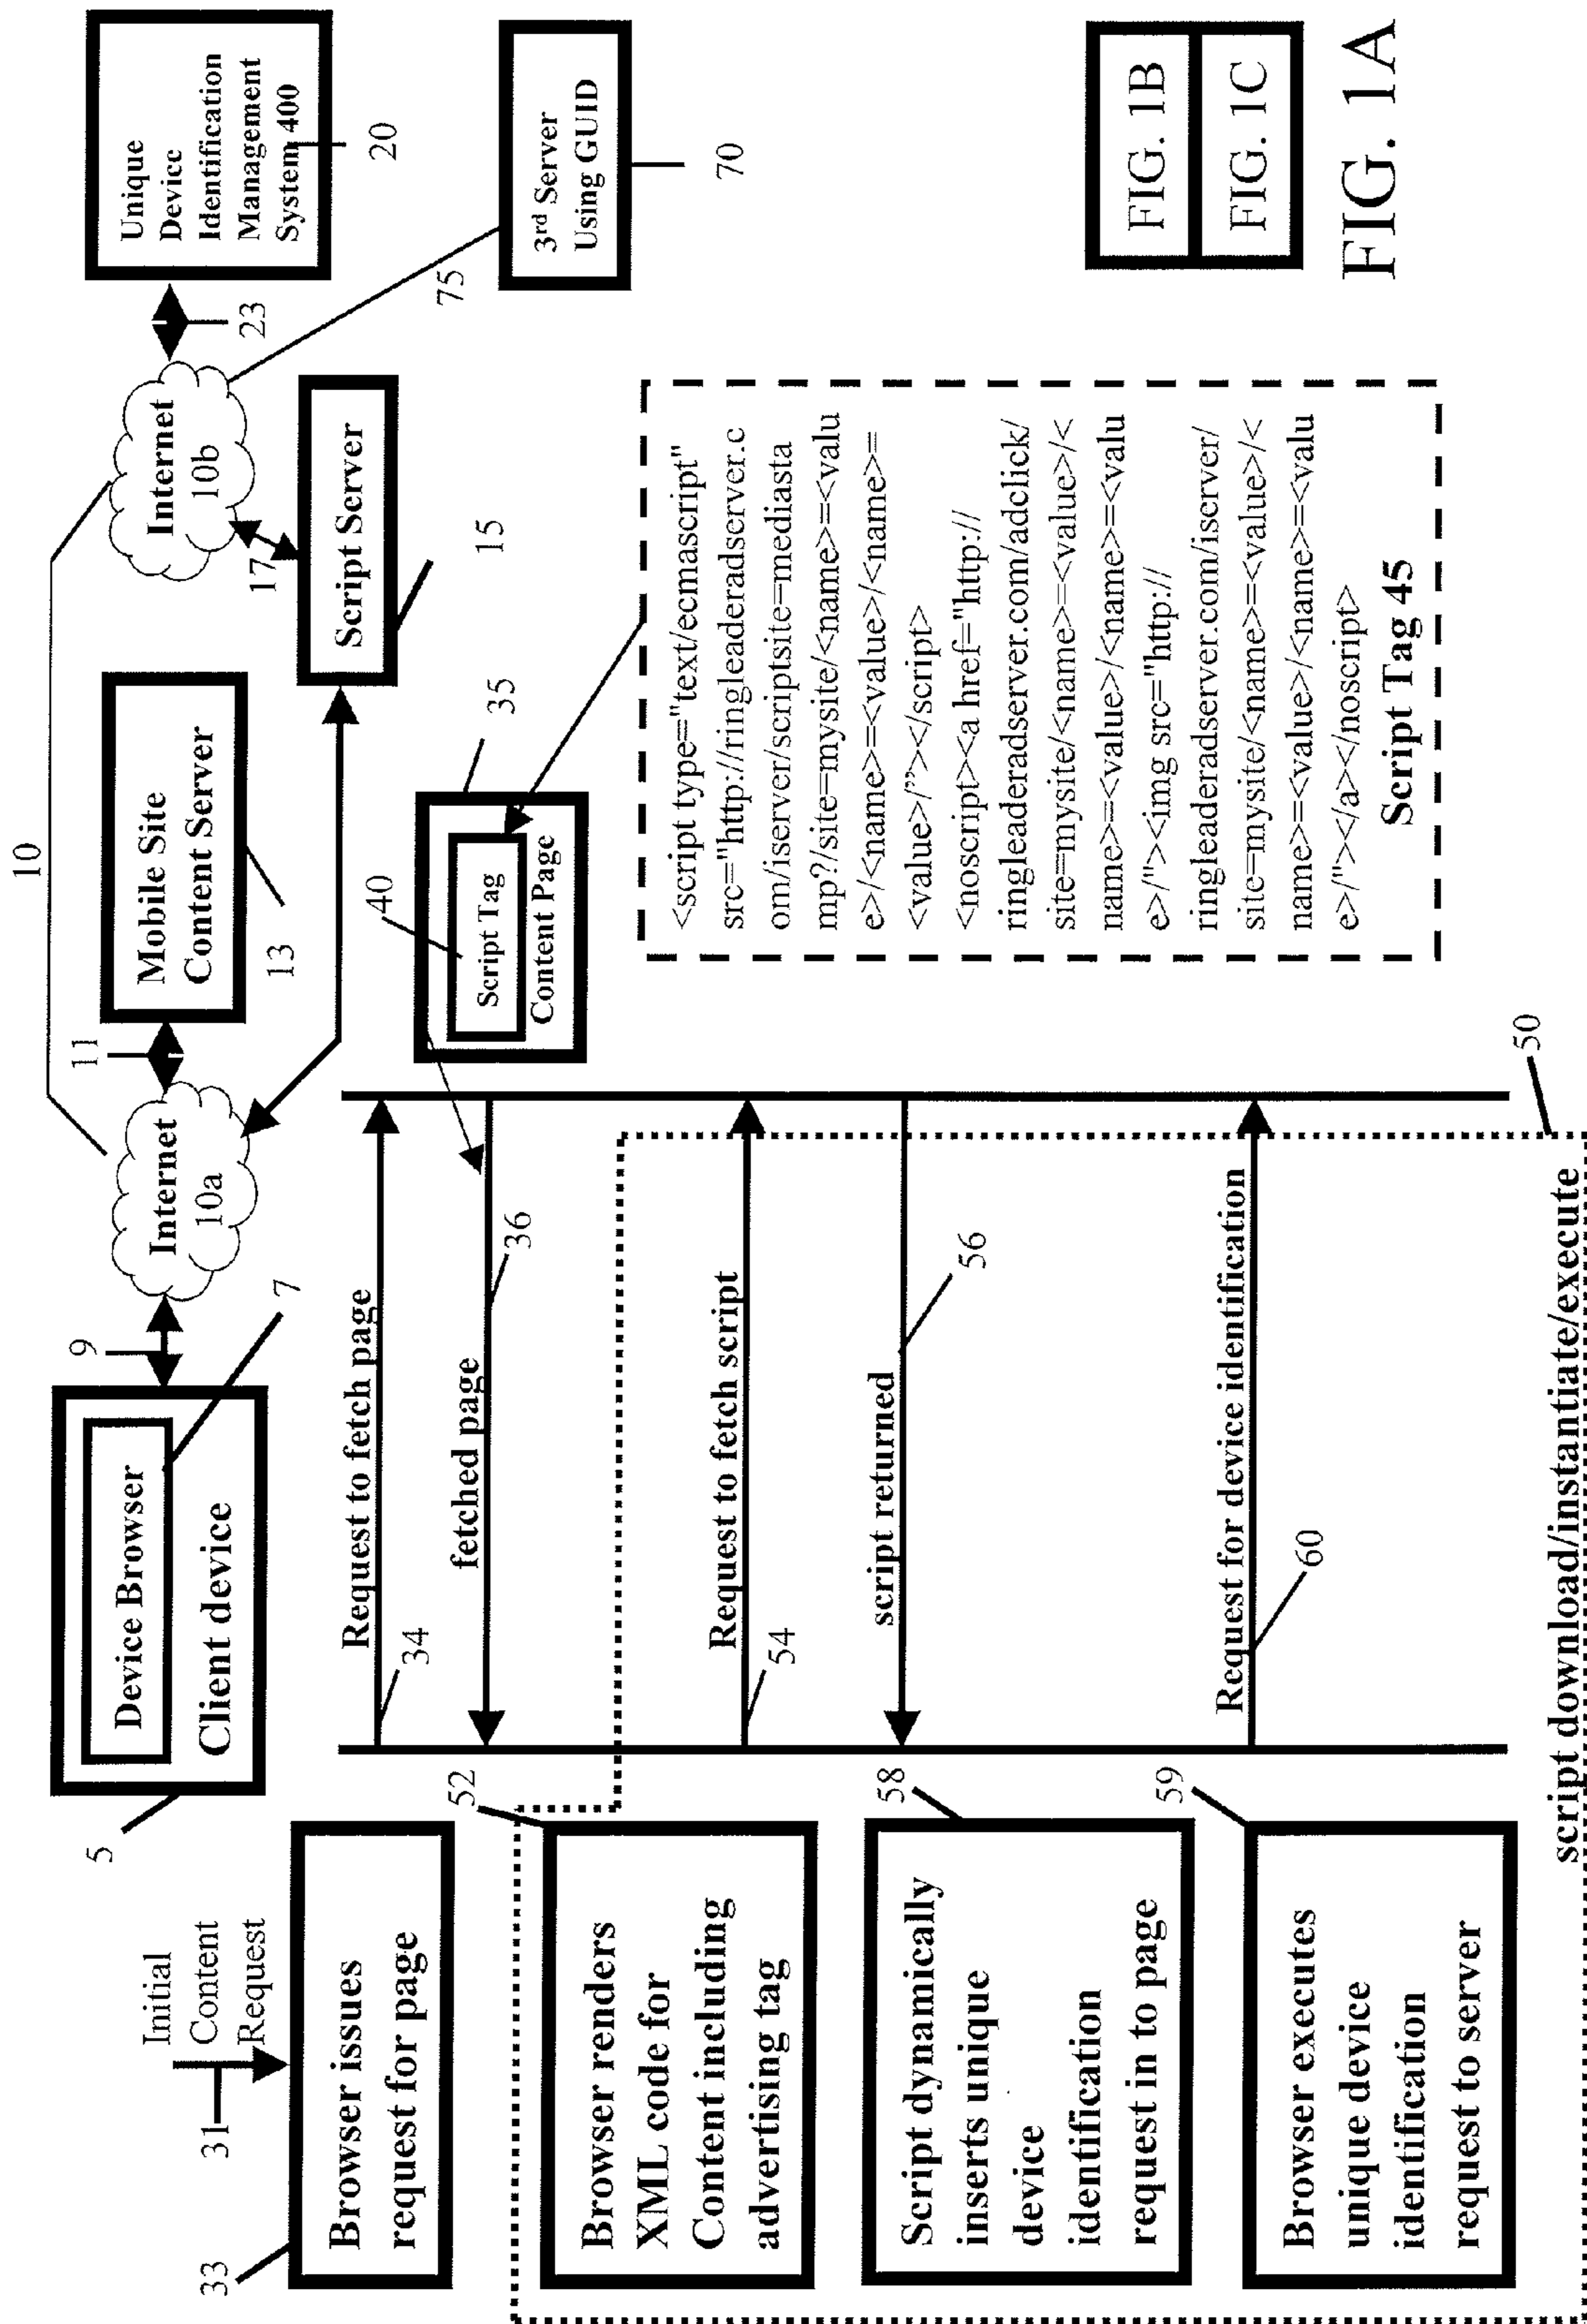 Initial
Content
Request
31
33
Browser issues
request for page
5
Device Browser
Client device
7
9
Internet
10a
10
11
Mobile Site
Content Server
13
Internet
10b
17
Script Server
15
23
Unique
Device
Identification
Management
System 400
20
75
3rd Server
Using GUID
70
Request to fetch page
34
fetched page
36
40
Script Tag
Content Page
35
52
Browser renders
XML code for
Content including
advertising tag
Request to fetch script
54
script returned
56
58
Script dynamically
inserts unique
device
identification
request in to page
59
Browser executes
unique device
identification
request to server
Request for device identification
60
50
script download/instantiate/execute
<script type="text/ecmascript"
src="http://ringleaderadserver.c
om/iserver/scriptsite=mediasta
mp?/site=mysite/<name>=<valu
e>/<name>=<value>/<name>=
<value>/"></script>
<noscript><a href="http://
ringleaderadserver.com/adclick/
site=mysite/<name>=<value>/<
name>=<value>/<name>=<valu
e>/"><img src="http://
ringleaderadserver.com/iserver/
site=mysite/<name>=<value>/<
name>=<value>/<name>=<valu
e>/"></a></noscript>
Script Tag 45
FIG. 1B
FIG. 1C
FIG. 1A